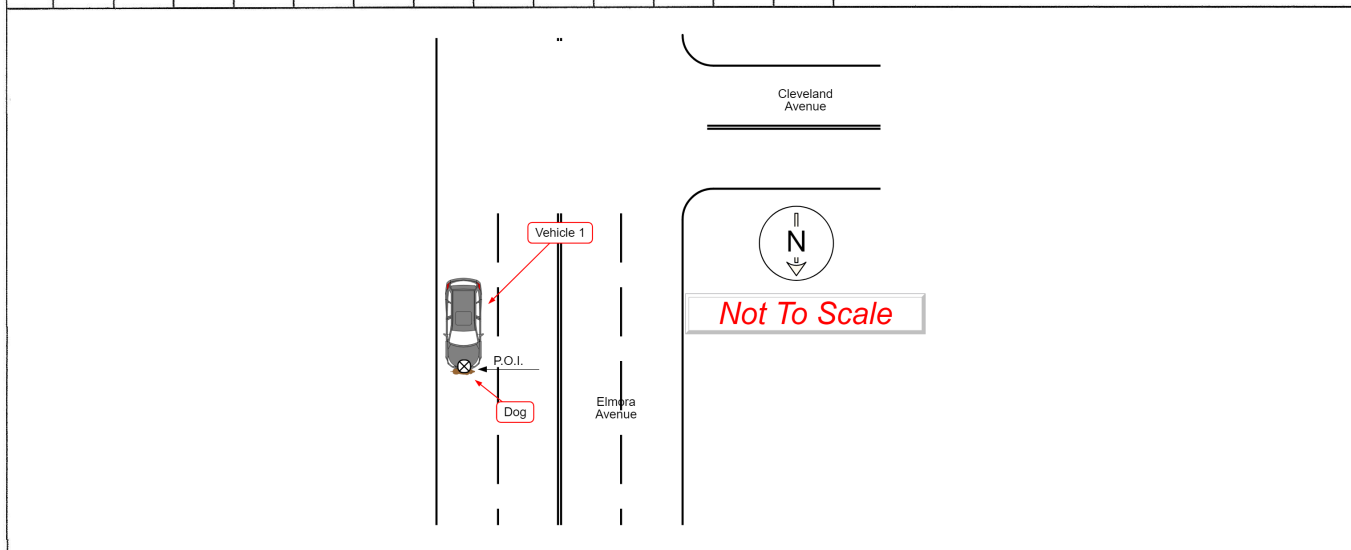 Cleveland
Avenue
Vehicle 1
N
Not To Scale
P.O.I.
Elmora
Avenue
Dog